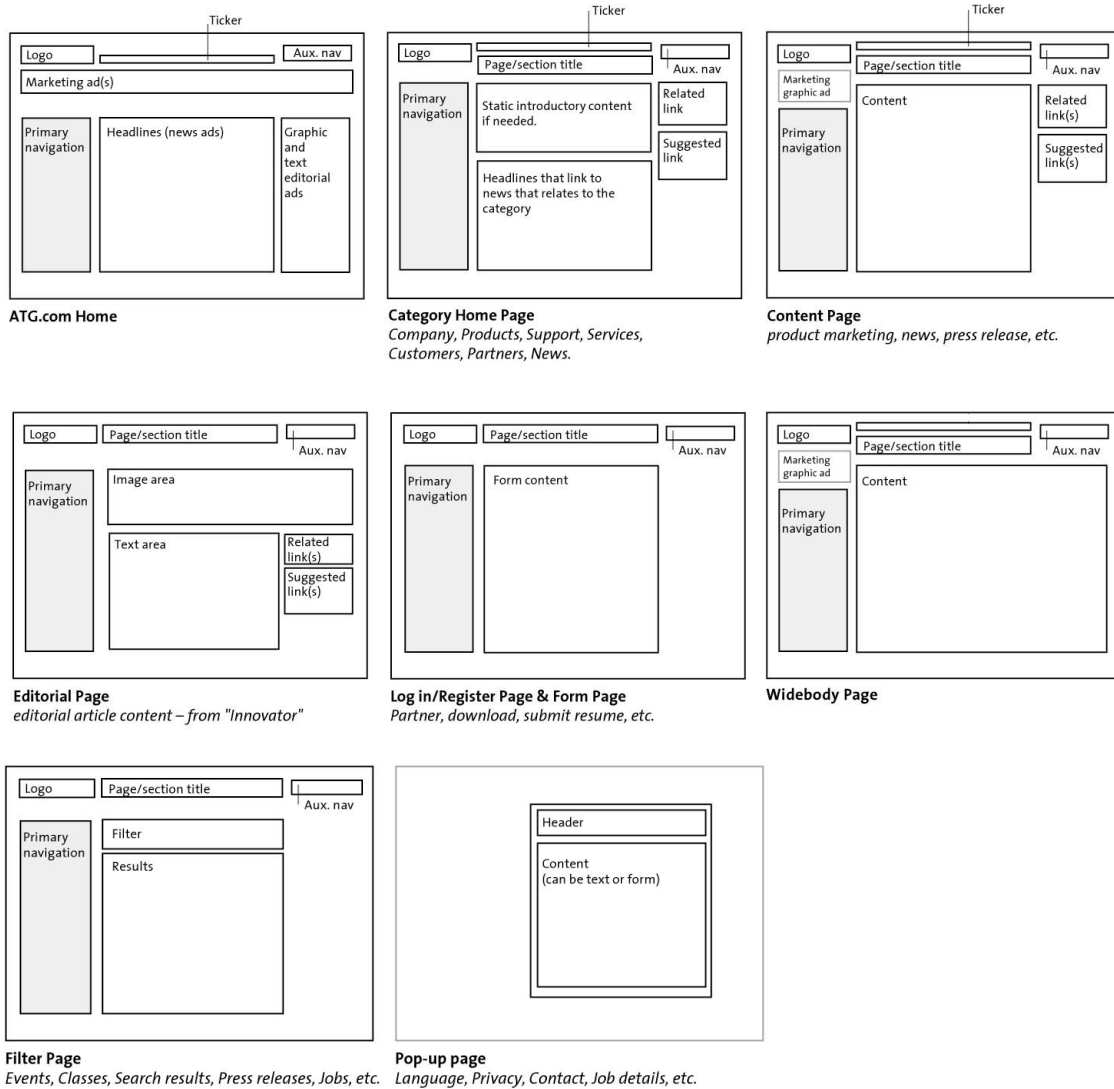 Ticker
Logo
Aux. nav
Marketing ad(s)
Primary
navigation
Headlines (news ads)
Graphic
and
text
editorial
ads
ATG.com Home
Ticker
Logo
Page/section title
Aux. nav
Primary
navigation
Static introductory content
if needed.
Related
link
Suggested
link
Headlines that link to
news that relates to the
category
Category Home Page
Company, Products, Support, Services,
Customers, Partners, News.
Ticker
Logo
Page/section title
Aux. nav
Marketing
graphic ad
Primary
navigation
Content
Related
link(s)
Suggested
link(s)
Content Page
product marketing, news, press release, etc.
Logo
Page/section title
Aux. nav
Primary
navigation
Image area
Text area
Related
link(s)
Suggested
link(s)
Editorial Page
editorial article content – from "Innovator"
Logo
Page/section title
Aux. nav
Primary
navigation
Form content
Log in/Register Page & Form Page
Partner, download, submit resume, etc.
Logo
Page/section title
Aux. nav
Marketing
graphic ad
Primary
navigation
Content
Widebody Page
Logo
Page/section title
Aux. nav
Primary
navigation
Filter
Results
Filter Page
Events, Classes, Search results, Press releases, Jobs, etc.
Header
Content
(can be text or form)
Pop-up page
Language, Privacy, Contact, Job details, etc.